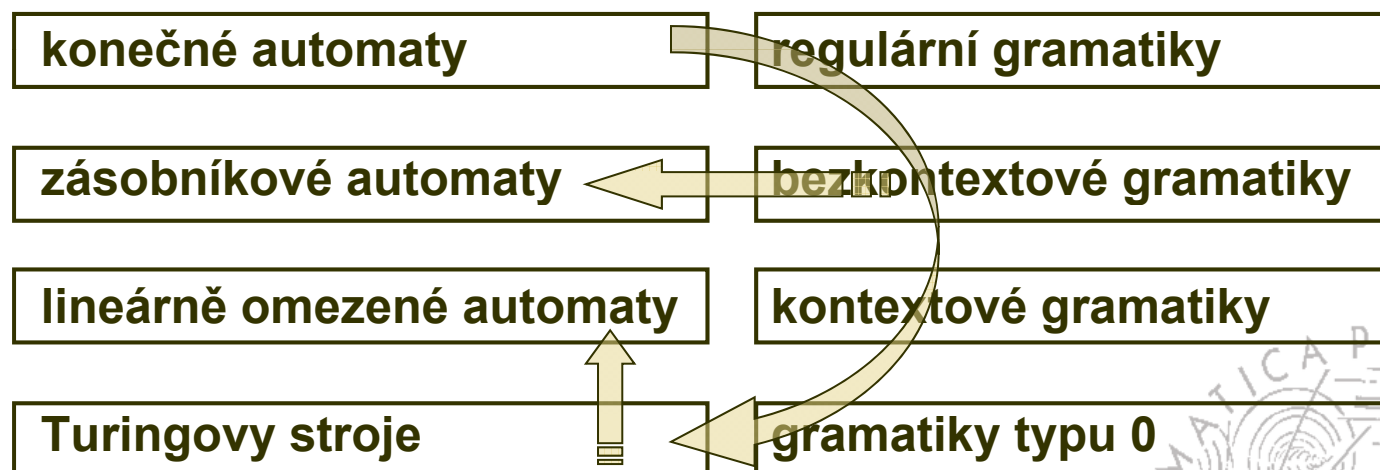 konečné automaty regulární gramatiky
zásobníkové automaty bezkontextové gramatiky
lineárně omezené automaty kontextové gramatiky
Turingovy stroje gramatiky typu 0